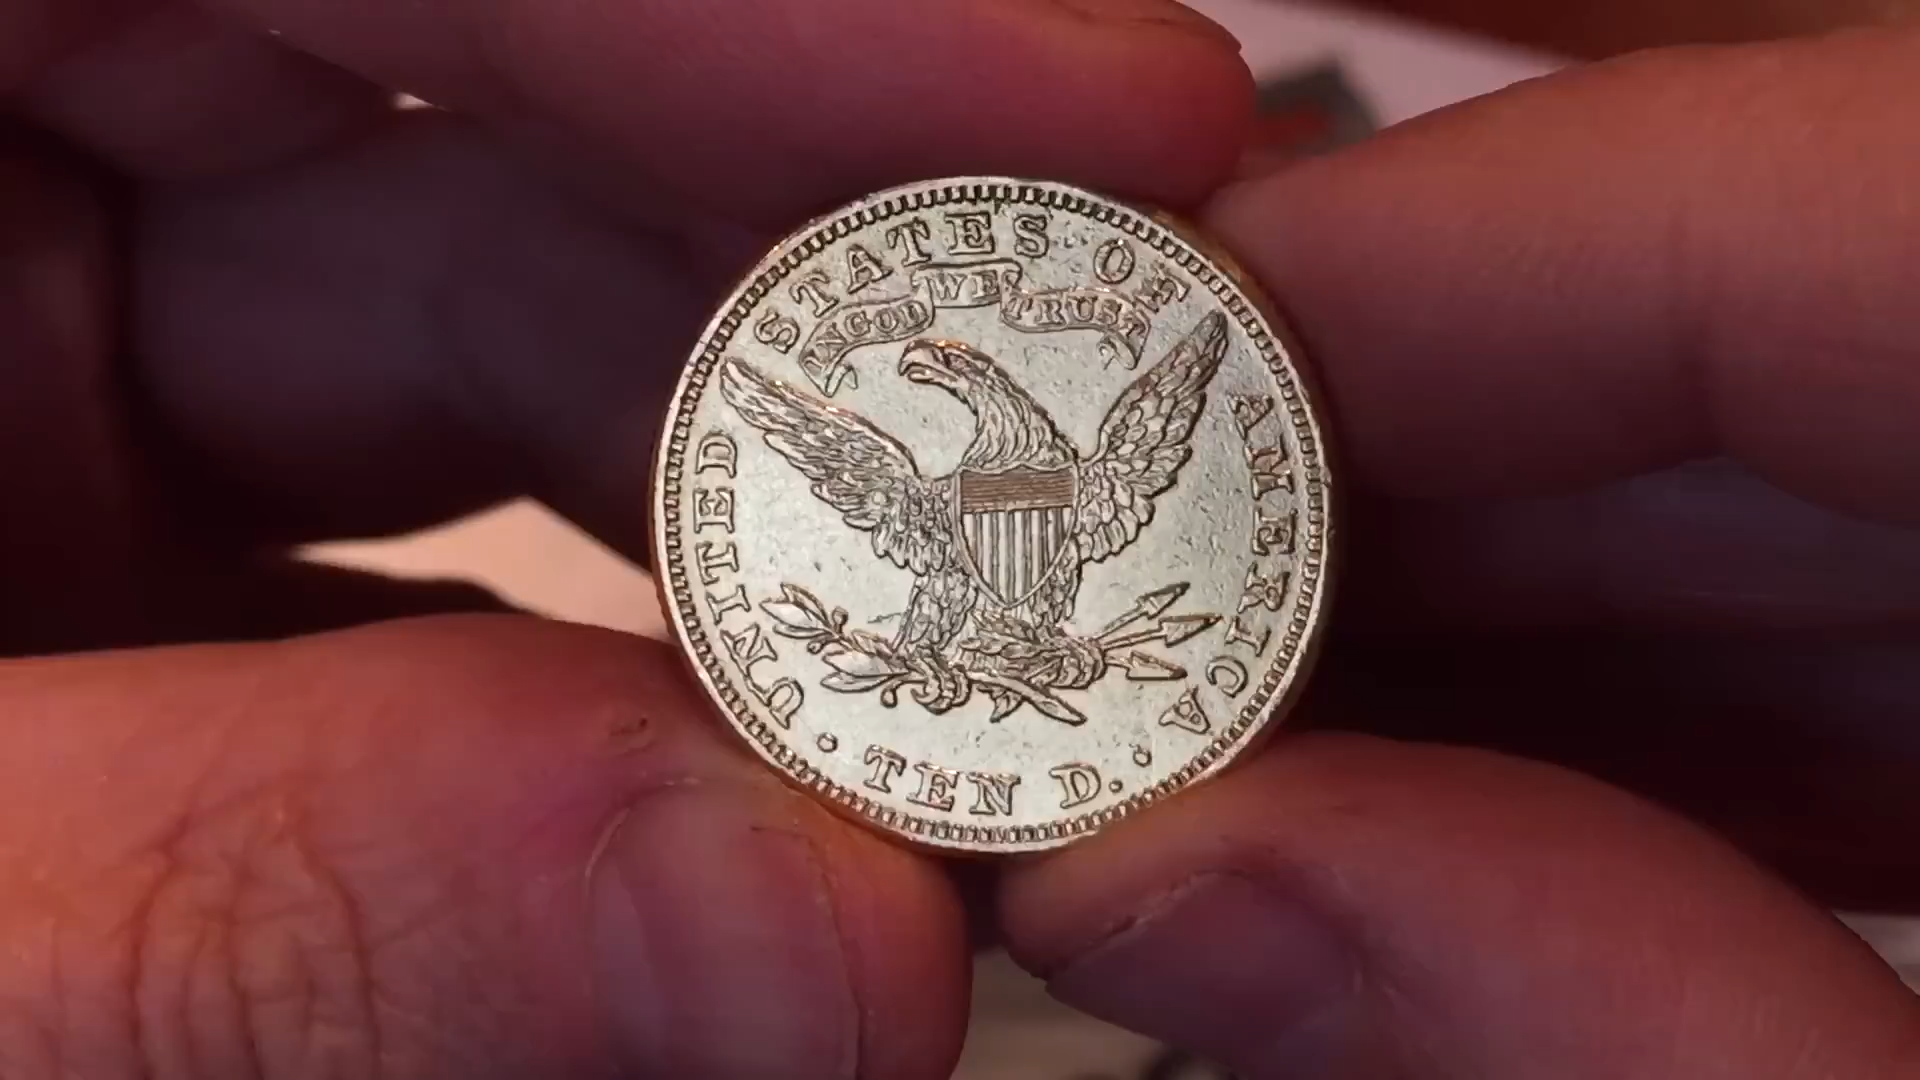 UNITED STATES OF AMERICA
IN GOD WE TRUST
• TEN D. •